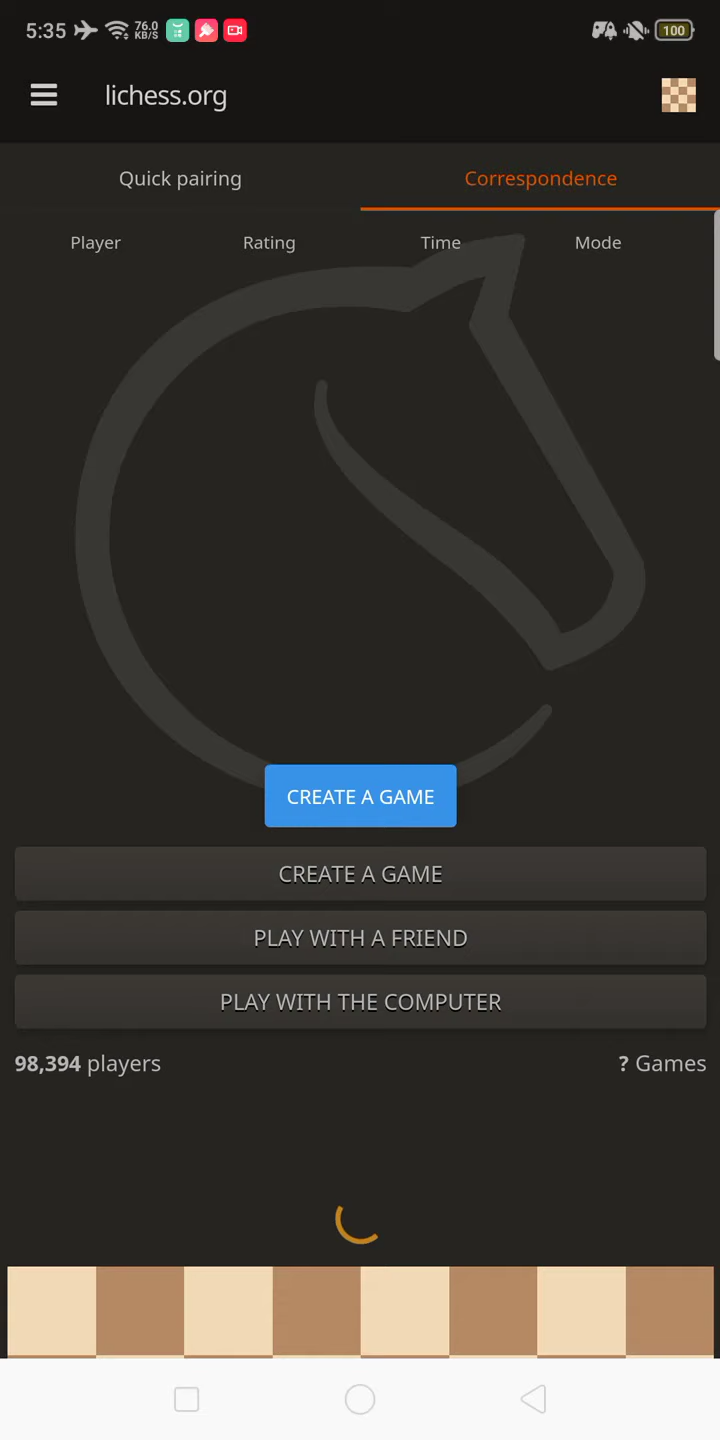 5:35 76.0 KB/S 100
lichess.org
Quick pairing Correspondence
Player Rating Time Mode
CREATE A GAME
CREATE A GAME
PLAY WITH A FRIEND
PLAY WITH THE COMPUTER
98,394 players ? Games